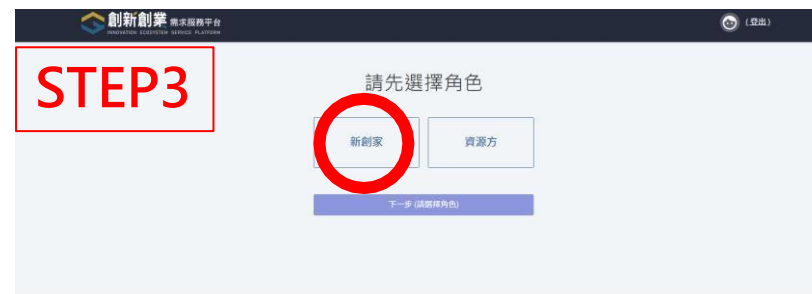 創新創業 需求服務平台
INNOVATION ECOSYSTEM SERVICE PLATFORM
(登出)
STEP3
請先選擇角色
新創家
資源方
下一步 (請選擇角色)